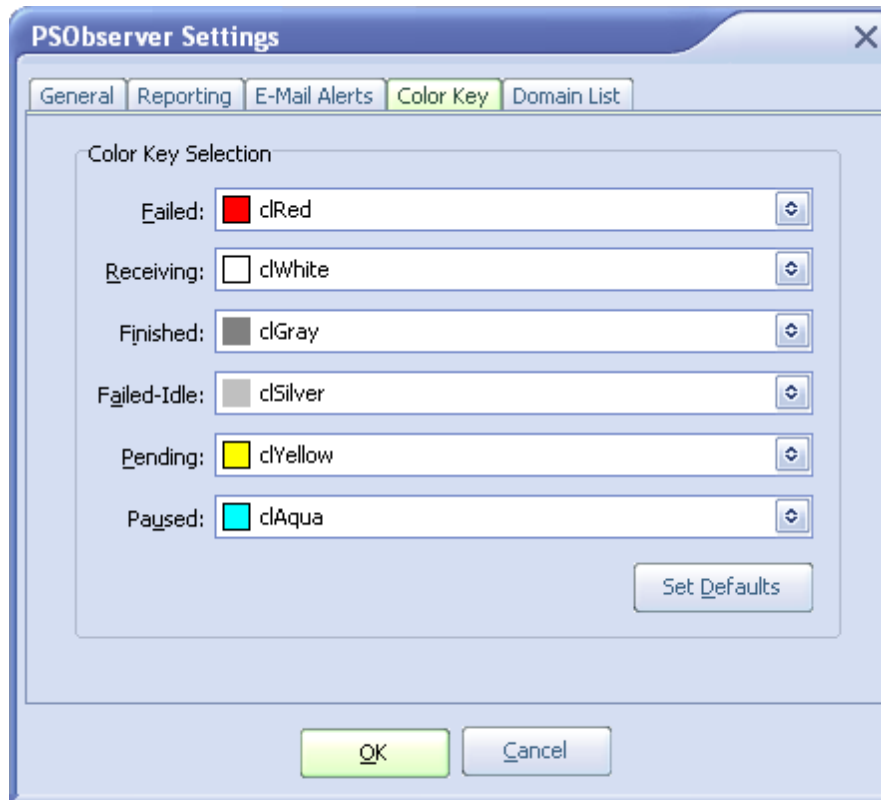 PSObserver Settings
General Reporting E-Mail Alerts Color Key Domain List
Color Key Selection
Failed: clRed
Receiving: clWhite
Finished: clGray
Failed-Idle: clSilver
Pending: clYellow
Paused: clAqua
Set Defaults
OK Cancel